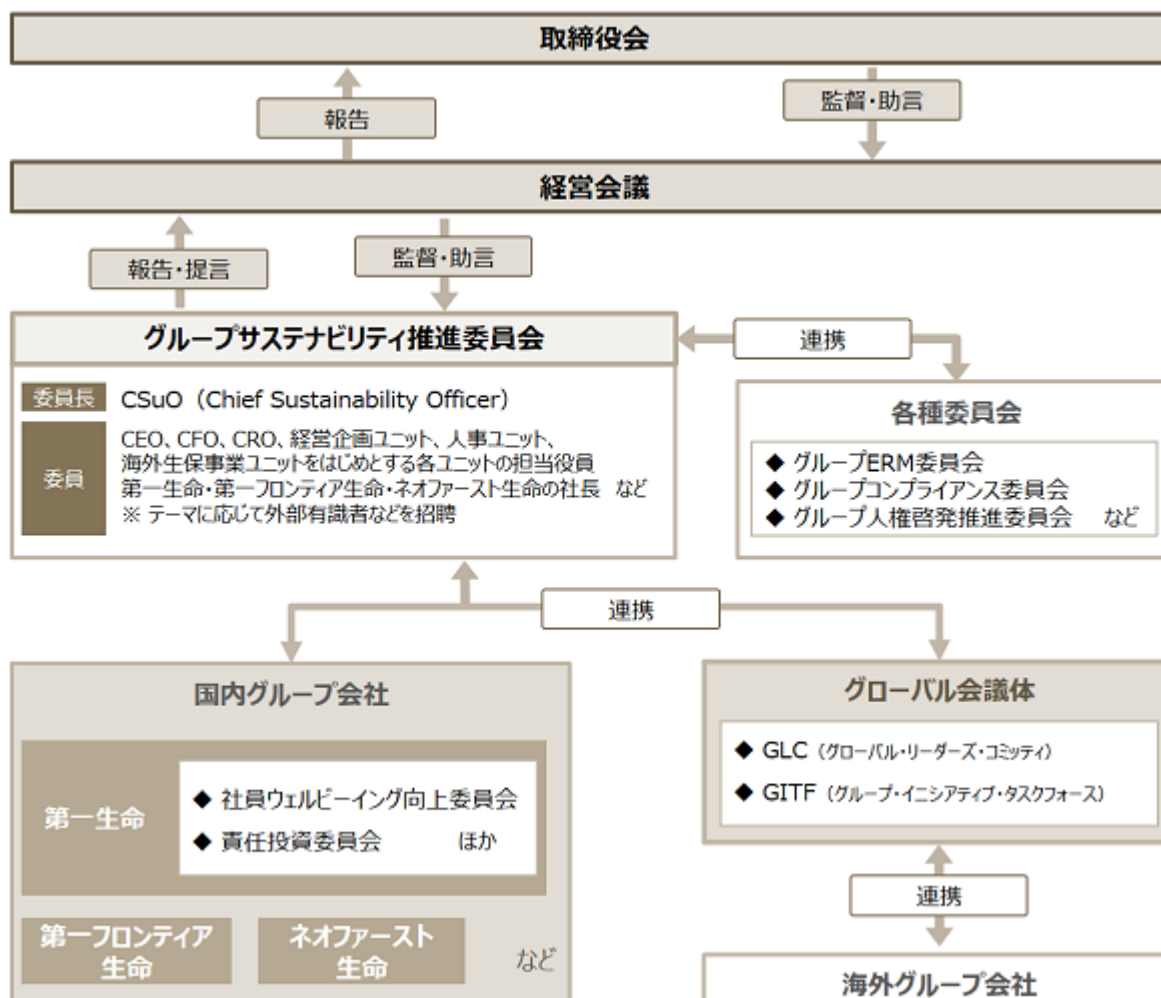 取締役会
報告
監督・助言
経営会議
報告・提言
監督・助言
グループサステナビリティ推進委員会
委員長
CSuO（Chief Sustainability Officer）
委員
CEO、CFO、CRO、経営企画ユニット、人事ユニット、
海外生保事業ユニットをはじめとする各ユニットの担当役員
第一生命・第一フロンティア生命・ネオファースト生命の社長　など
※ テーマに応じて外部有識者などを招聘
連携
各種委員会
◆ グループERM委員会
◆ グループコンプライアンス委員会
◆ グループ人権啓発推進委員会　など
連携
国内グループ会社
第一生命
◆ 社員ウェルビーイング向上委員会
◆ 責任投資委員会　ほか
第一フロンティア
生命
ネオファースト
生命
など
グローバル会議体
◆ GLC（グローバル・リーダーズ・コミッティ）
◆ GITF（グループ・イニシアティブ・タスクフォース）
連携
海外グループ会社